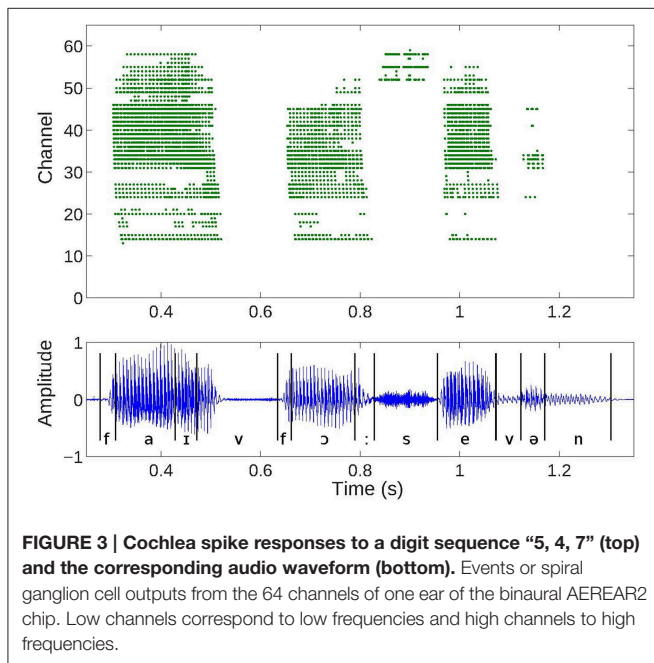 60
50
40
30
20
10
0
Channel
0.4 0.6 0.8 1 1.2
1
0
−1
Amplitude
f a ɪ v f ɔ : s e v ə n
0.4 0.6 0.8 1 1.2
Time (s)
FIGURE 3 | Cochlea spike responses to a digit sequence “5, 4, 7” (top)
and the corresponding audio waveform (bottom). Events or spiral
ganglion cell outputs from the 64 channels of one ear of the binaural AEREAR2
chip. Low channels correspond to low frequencies and high channels to high
frequencies.